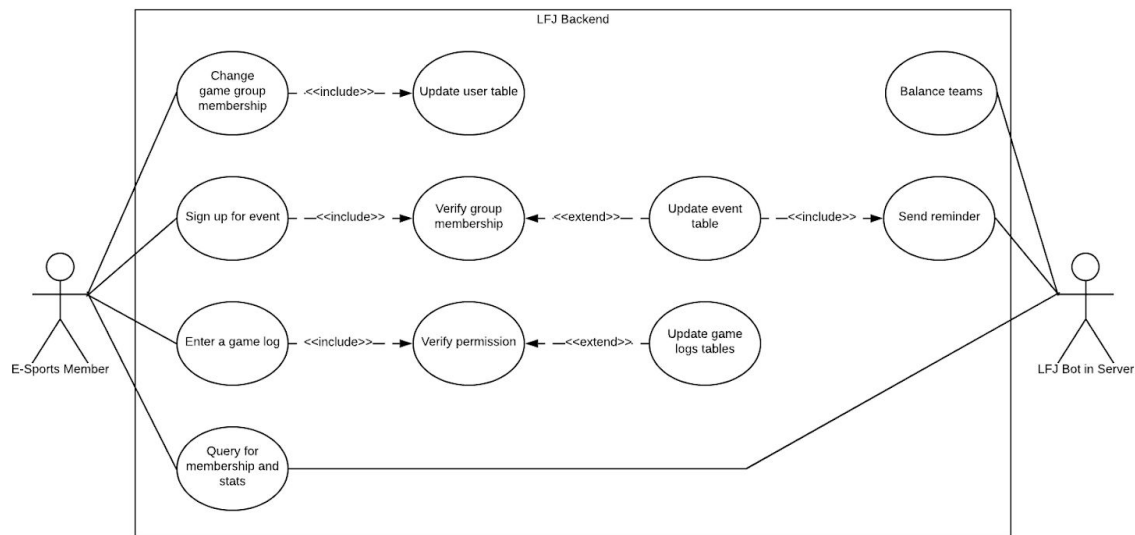 LFJ Backend
Change
game group
membership
<<include>>
Update user table
Balance teams
Sign up for event
<<include>>
Verify group
membership
<<extend>>
Update event
table
<<include>>
Send reminder
E-Sports Member
Enter a game log
<<include>>
Verify permission
<<extend>>
Update game
logs tables
LFJ Bot in Server
Query for
membership and
stats